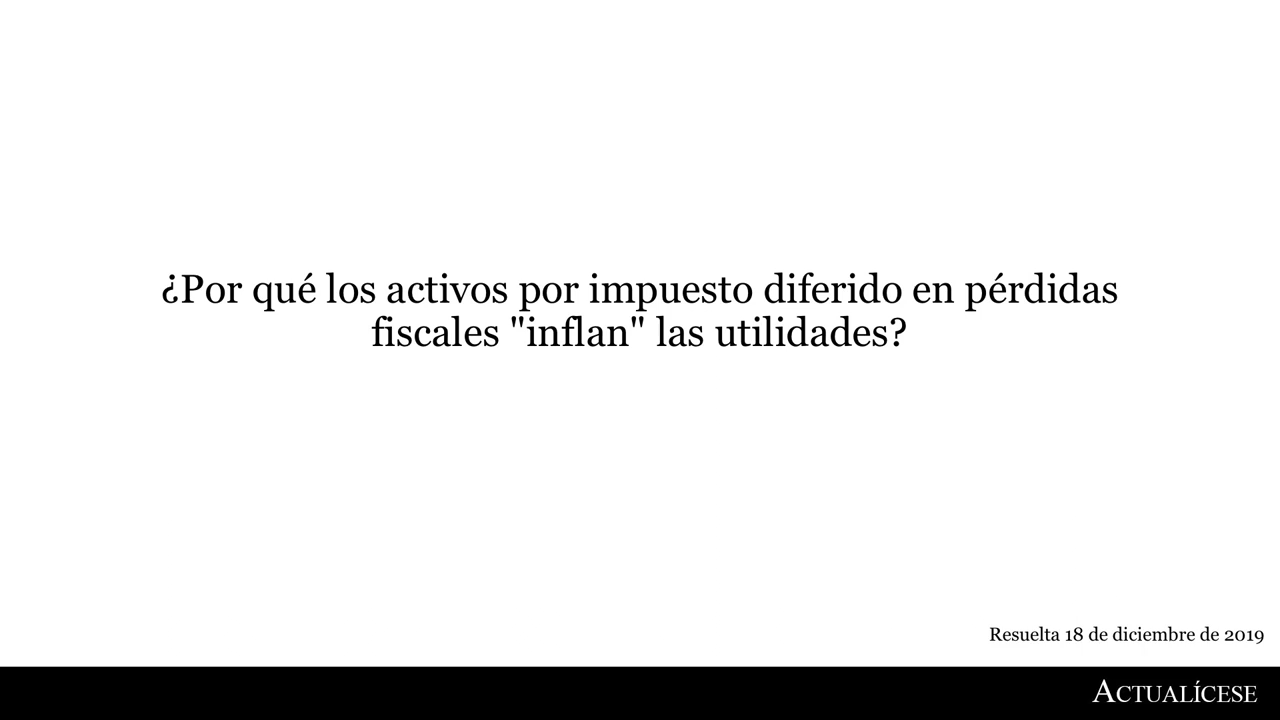 ¿Por qué los activos por impuesto diferido en pérdidas
fiscales "inflan" las utilidades?
Resuelta 18 de diciembre de 2019
ACTUALÍCESE